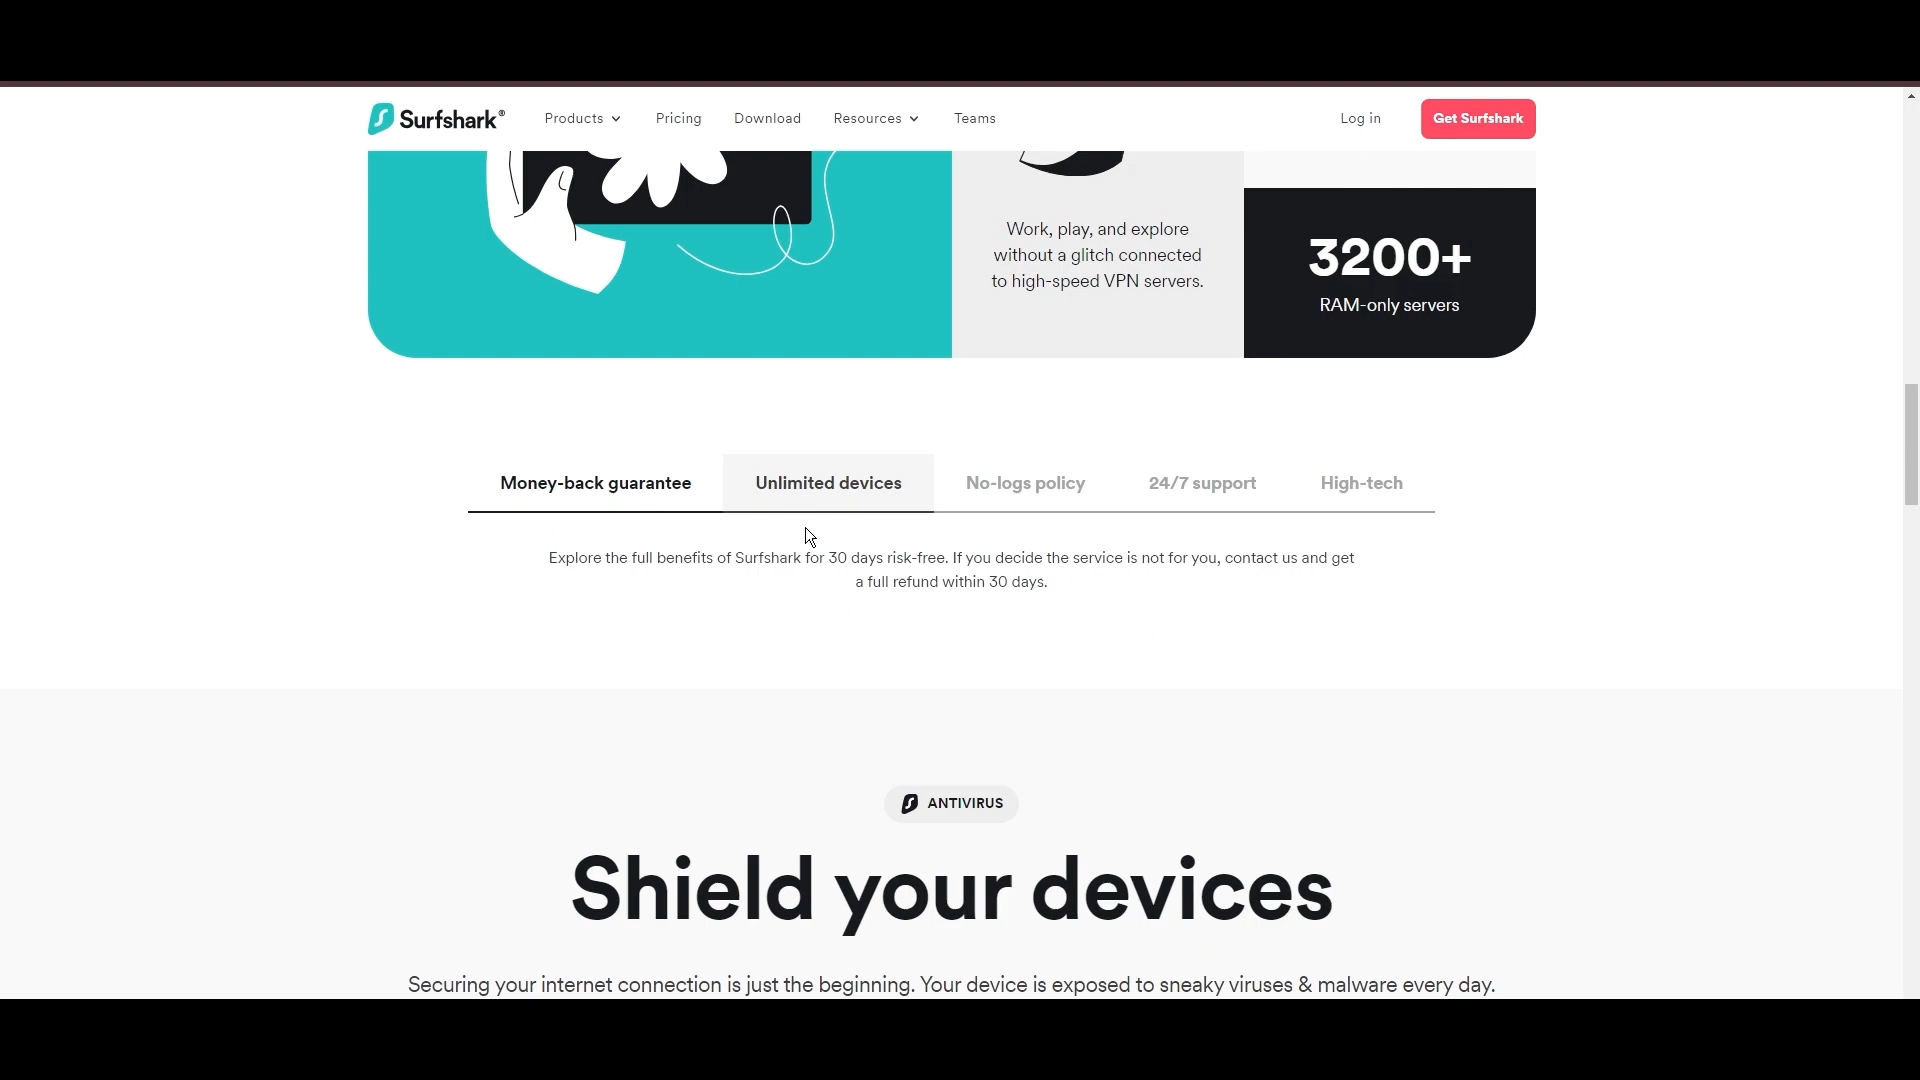 Surfshark®
Products
Pricing
Download
Resources
Teams
Log in
Get Surfshark
Work, play, and explore
without a glitch connected
to high-speed VPN servers.
3200+
RAM-only servers
Money-back guarantee
Unlimited devices
No-logs policy
24/7 support
High-tech
Explore the full benefits of Surfshark for 30 days risk-free. If you decide the service is not for you, contact us and get
a full refund within 30 days.
ANTIVIRUS
Shield your devices
Securing your internet connection is just the beginning. Your device is exposed to sneaky viruses & malware every day.